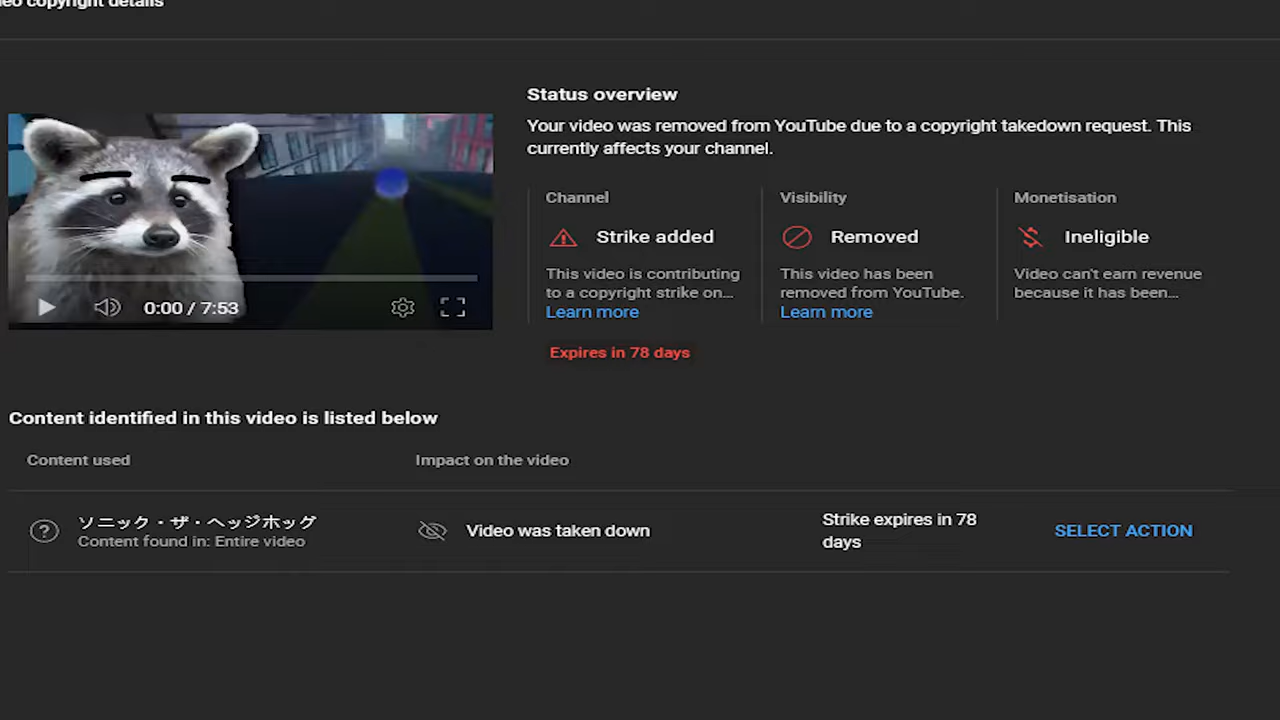 eo copyright details
Status overview
Your video was removed from YouTube due to a copyright takedown request. This
currently affects your channel.
Channel
Strike added
This video is contributing
to a copyright strike on…
Learn more
Expires in 78 days
Visibility
Removed
This video has been
removed from YouTube.
Learn more
Monetisation
Ineligible
Video can't earn revenue
because it has been…
0:00 / 7:53
Content identified in this video is listed below
Content used
Impact on the video
ソニック・ザ・ヘッジホッグ
Content found in: Entire video
Video was taken down
Strike expires in 78
days
SELECT ACTION